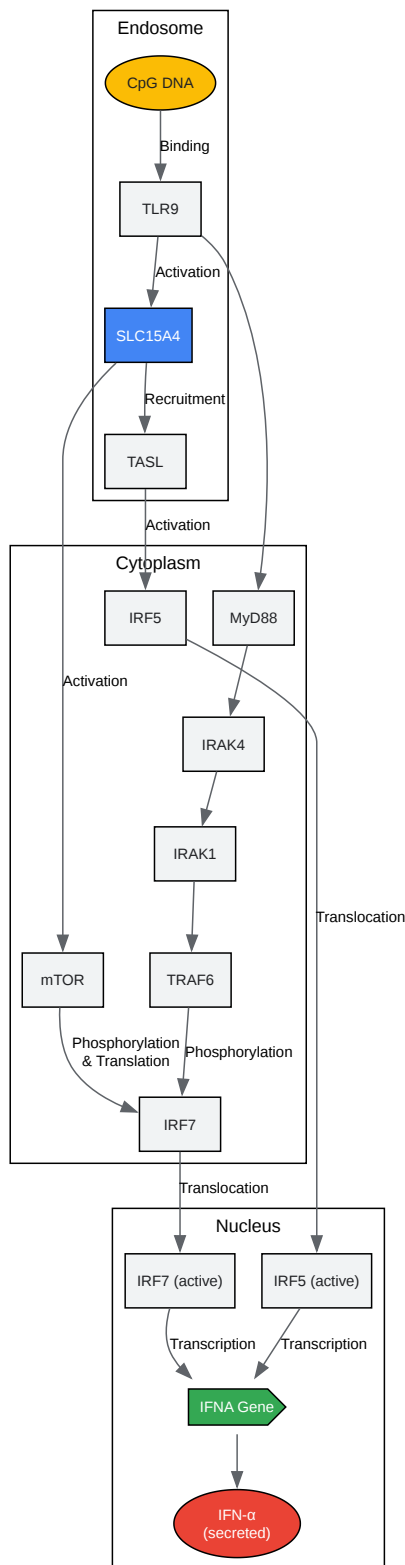 Endosome
CpG DNA
Binding
TLR9
Activation
SLC15A4
Recruitment
TASL
Activation
Cytoplasm
IRF5
MyD88
Activation
IRAK4
IRAK1
Translocation
mTOR
TRAF6
Phosphorylation
& Translation
Phosphorylation
IRF7
Translocation
Nucleus
IRF7 (active)
IRF5 (active)
Transcription
Transcription
IFNA Gene
IFN-α
(secreted)